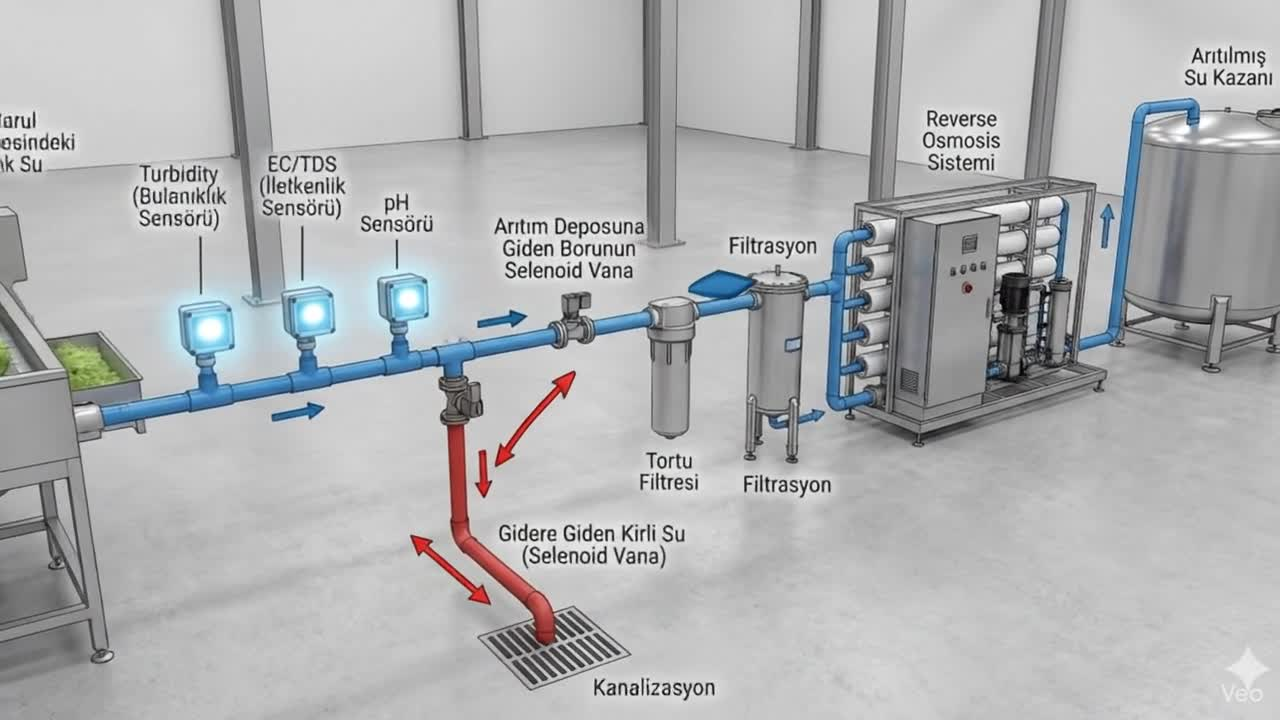 Su
Turbidity
(Bulanıklık
Sensörü)
EC/TDS
(İletkenlik
Sensörü)
pH
Sensörü
Arıtım Deposuna
Giden Borunun
Selenoid Vana
Filtrasyon
Reverse
Osmosis
Sistemi
Arıtılmış
Su Kazanı
Tortu
Filtresi
Filtrasyon
Gidere Giden Kirli Su
(Selenoid Vana)
Kanalizasyon
Veo